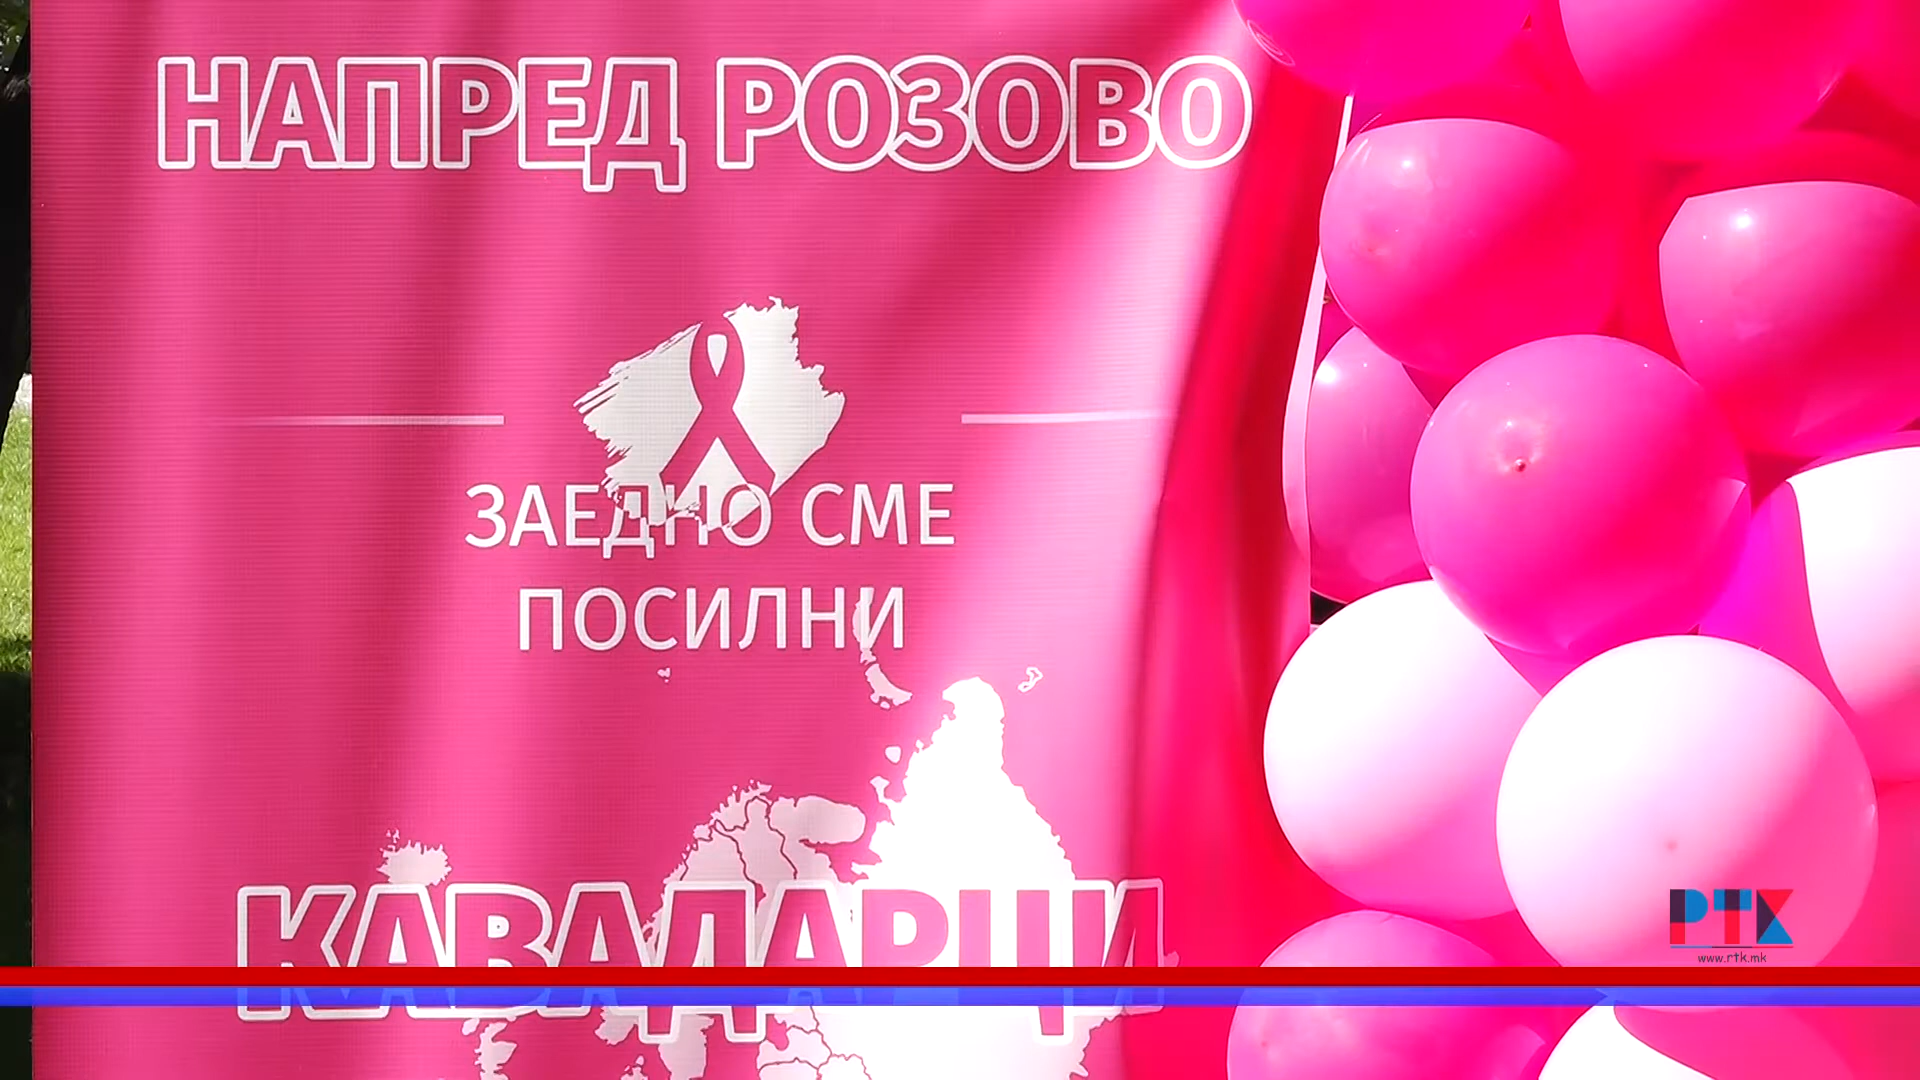 НАПРЕД РОЗОВО
ЗАЕДНО СМЕ
ПОСИЛНИ
КАВАДАРЦИ
РТК
www.rtk.mk